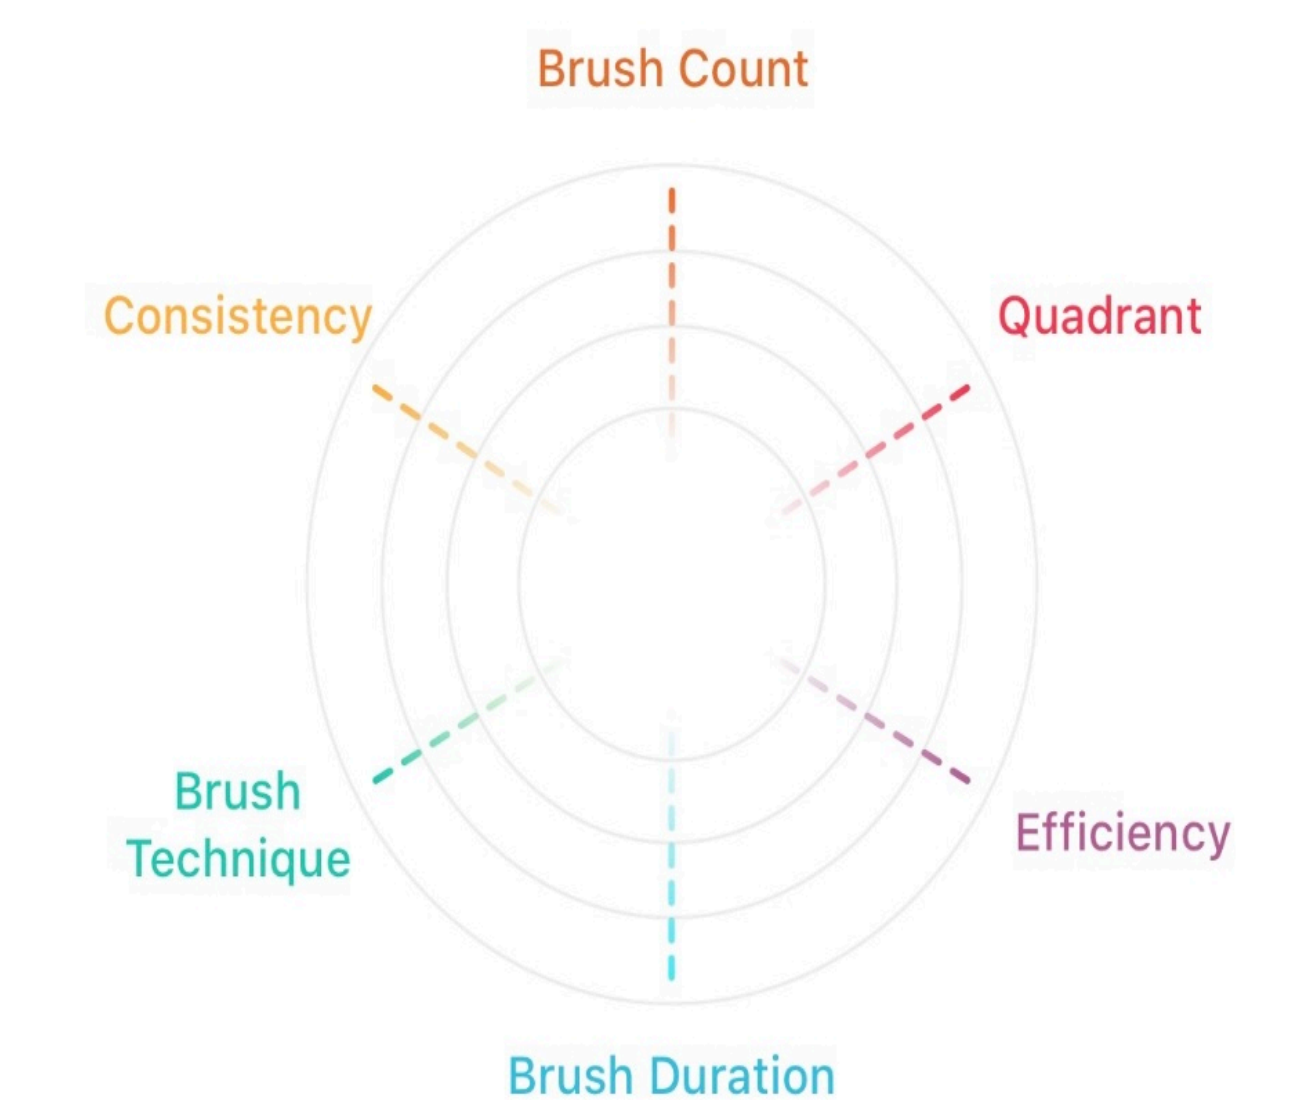 Brush Count
Consistency
Quadrant
Brush
Technique
Efficiency
Brush Duration